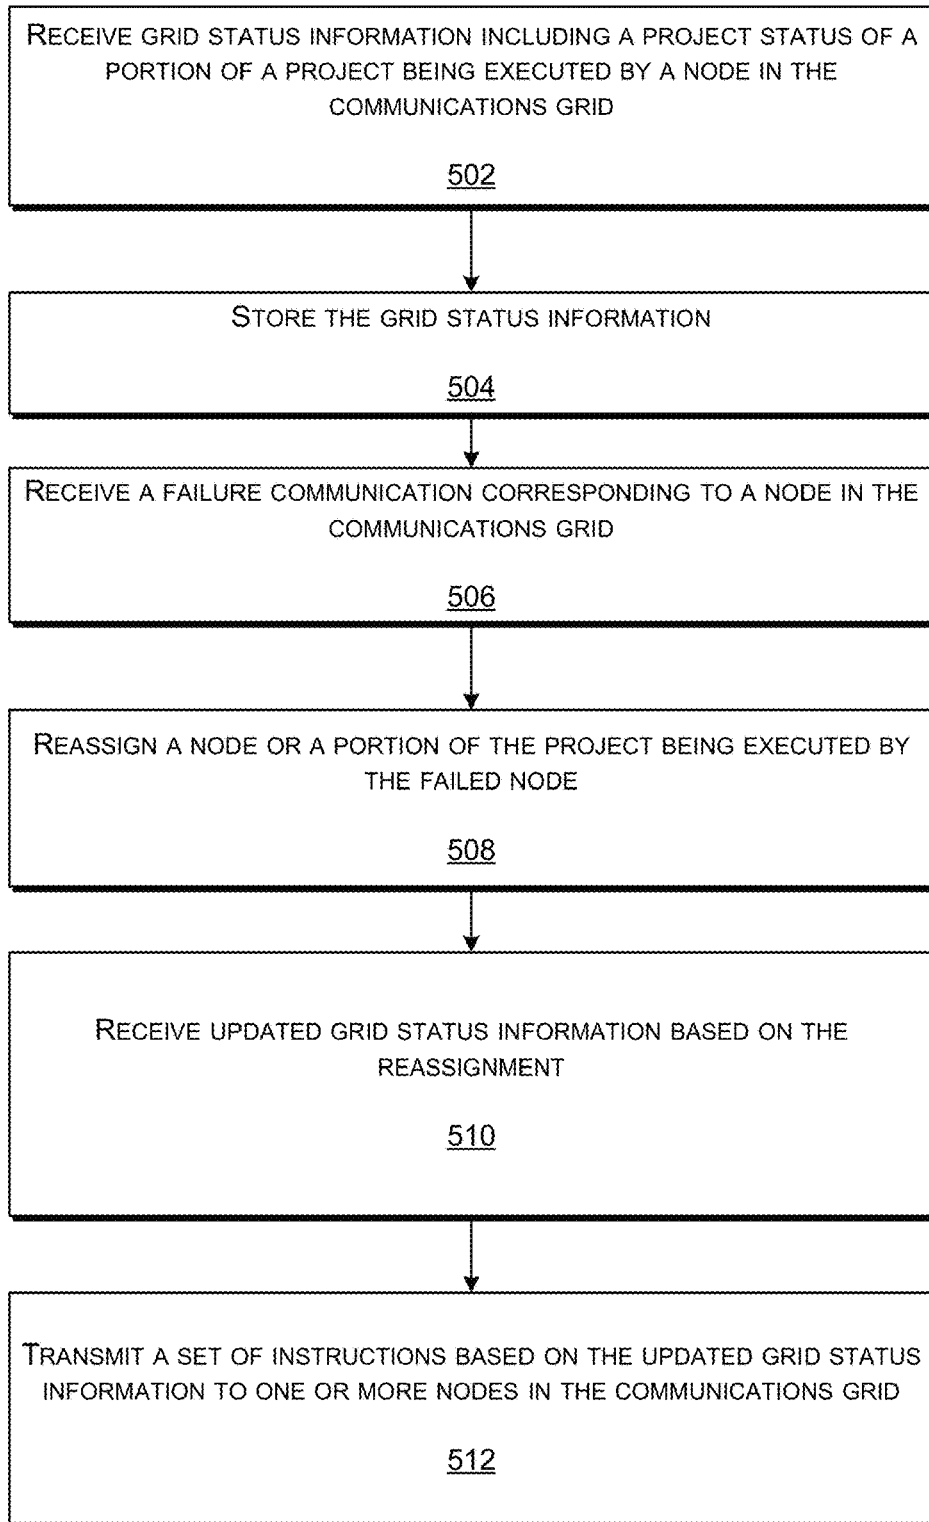 RECEIVE GRID STATUS INFORMATION INCLUDING A PROJECT STATUS OF A
PORTION OF A PROJECT BEING EXECUTED BY A NODE IN THE
COMMUNICATIONS GRID
502
STORE THE GRID STATUS INFORMATION
504
RECEIVE A FAILURE COMMUNICATION CORRESPONDING TO A NODE IN THE
COMMUNICATIONS GRID
506
REASSIGN A NODE OR A PORTION OF THE PROJECT BEING EXECUTED BY
THE FAILED NODE
508
RECEIVE UPDATED GRID STATUS INFORMATION BASED ON THE
REASSIGNMENT
510
TRANSMIT A SET OF INSTRUCTIONS BASED ON THE UPDATED GRID STATUS
INFORMATION TO ONE OR MORE NODES IN THE COMMUNICATIONS GRID
512